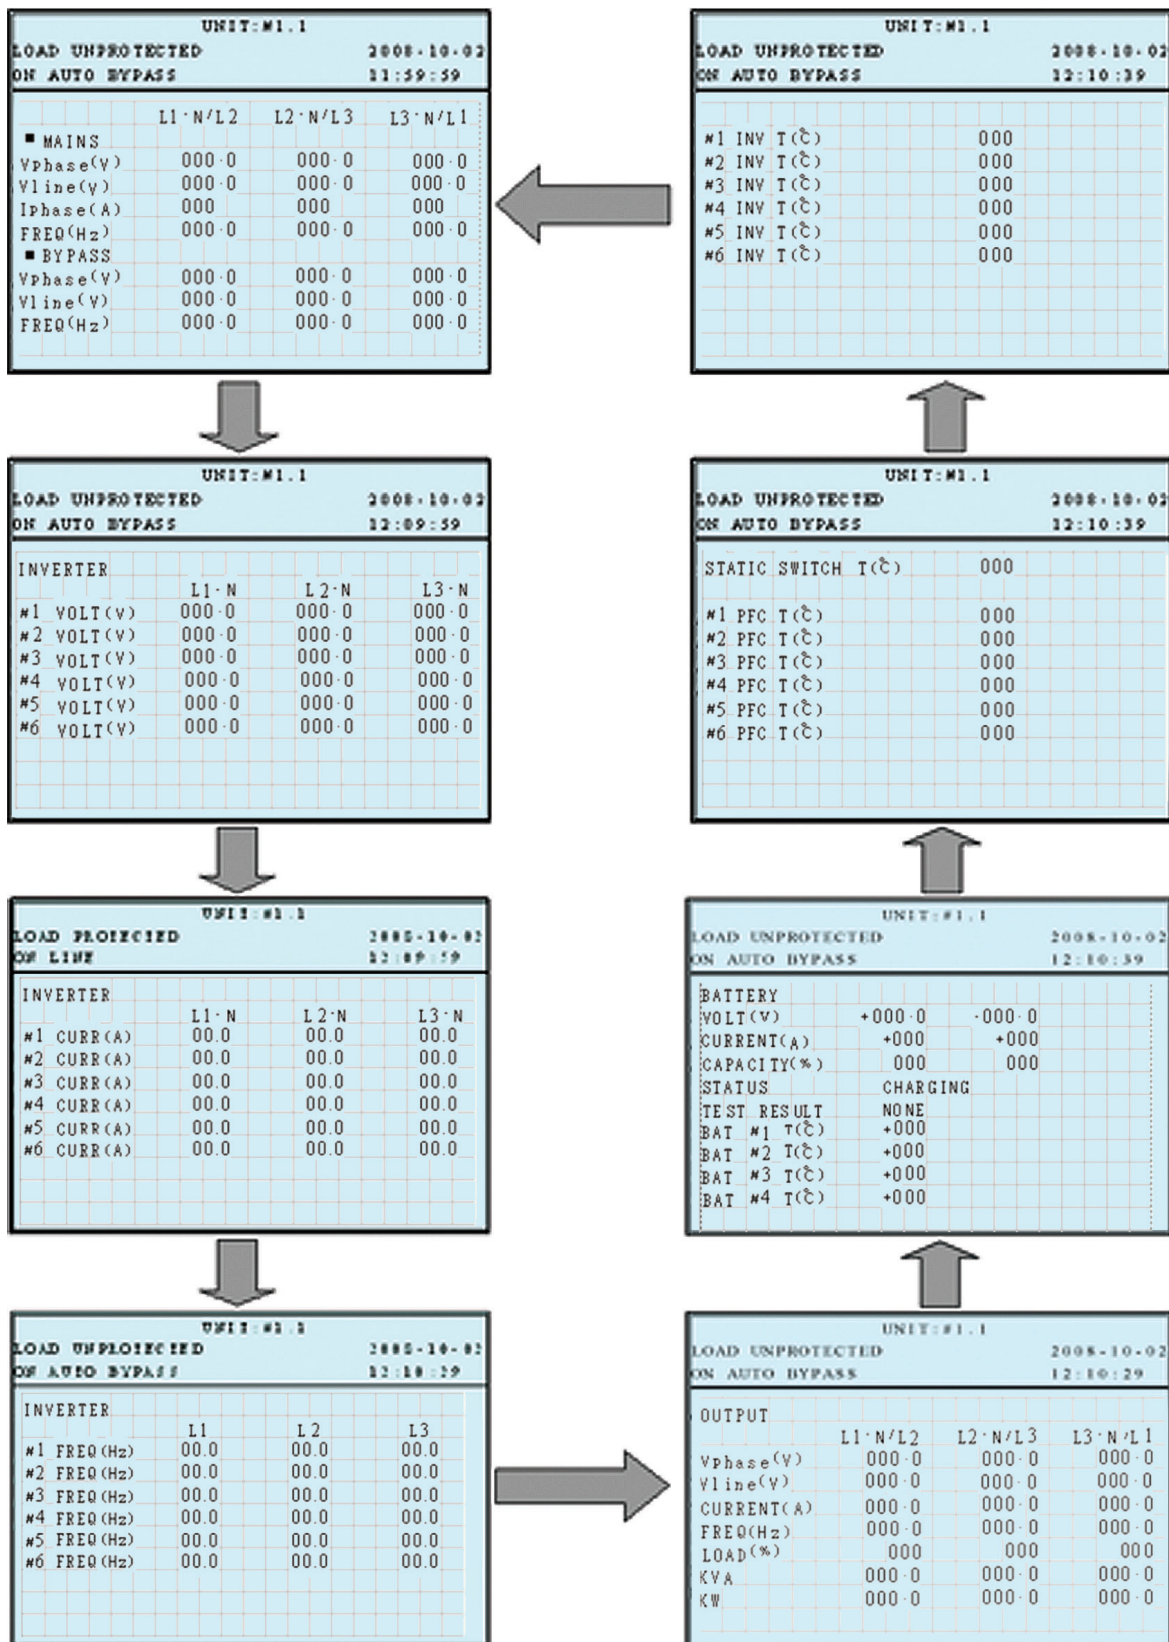 UNIT:#1.1
LOAD UNPROTECTED 2008-10-02
ON AUTO BYPASS 11:59:59
L1-N/L2 L2-N/L3 L3-N/L1
■ MAINS
Vphase(V) 000.0 000.0 000.0
Vline(V) 000.0 000.0 000.0
Iphase(A) 000 000 000
FREQ(Hz) 000.0 000.0 000.0
■ BYPASS
Vphase(V) 000.0 000.0 000.0
Vline(V) 000.0 000.0 000.0
FREQ(Hz) 000.0 000.0 000.0
UNIT:#1.1
LOAD UNPROTECTED 2008-10-02
ON AUTO BYPASS 12:09:59
INVERTER
L1-N L2-N L3-N
#1 VOLT(V) 000.0 000.0 000.0
#2 VOLT(V) 000.0 000.0 000.0
#3 VOLT(V) 000.0 000.0 000.0
#4 VOLT(V) 000.0 000.0 000.0
#5 VOLT(V) 000.0 000.0 000.0
#6 VOLT(V) 000.0 000.0 000.0
UNIT:#1.1
LOAD PROTECTED
ON LINE 12:09:59
INVERTER
L1-N L2-N L3-N
#1 CURR(A) 00.0 00.0 00.0
#2 CURR(A) 00.0 00.0 00.0
#3 CURR(A) 00.0 00.0 00.0
#4 CURR(A) 00.0 00.0 00.0
#5 CURR(A) 00.0 00.0 00.0
#6 CURR(A) 00.0 00.0 00.0
UNIT:#1.1
LOAD UNPROTECTED
ON AUTO BYPASS
INVERTER
L1 L2 L3
#1 FREQ(Hz) 00.0 00.0 00.0
#2 FREQ(Hz) 00.0 00.0 00.0
#3 FREQ(Hz) 00.0 00.0 00.0
#4 FREQ(Hz) 00.0 00.0 00.0
#5 FREQ(Hz) 00.0 00.0 00.0
#6 FREQ(Hz) 00.0 00.0 00.0
UNIT:#1.1
LOAD UNPROTECTED 2008-10-02
ON AUTO BYPASS 12:10:29
OUTPUT
L1-N/L2 L2-N/L3 L3-N/L1
Vphase(V) 000.0 000.0 000.0
Vline(V) 000.0 000.0 000.0
CURRENT(A) 000.0 000.0 000.0
FREQ(Hz) 000.0 000.0 000.0
LOAD(%) 000 000 000
KVA 000.0 000.0 000.0
KW 000.0 000.0 000.0
UNIT:#1.1
LOAD UNPROTECTED 2008-10-02
ON AUTO BYPASS 12:10:39
BATTERY
VOLT(V) +000.0 -000.0
CURRENT(A) +000 +000
CAPACITY(%) 000 000
STATUS CHARGING
TEST RESULT NONE
BAT #1 T(℃) +000
BAT #2 T(℃) +000
BAT #3 T(℃) +000
BAT #4 T(℃) +000
UNIT:#1.1
LOAD UNPROTECTED 2008-10-02
ON AUTO BYPASS 12:10:39
STATIC SWITCH T(℃) 000
#1 PFC T(℃) 000
#2 PFC T(℃) 000
#3 PFC T(℃) 000
#4 PFC T(℃) 000
#5 PFC T(℃) 000
#6 PFC T(℃) 000
UNIT:#1.1
LOAD UNPROTECTED 2008-10-02
ON AUTO BYPASS 12:10:39
#1 INV T(℃) 000
#2 INV T(℃) 000
#3 INV T(℃) 000
#4 INV T(℃) 000
#5 INV T(℃) 000
#6 INV T(℃) 000